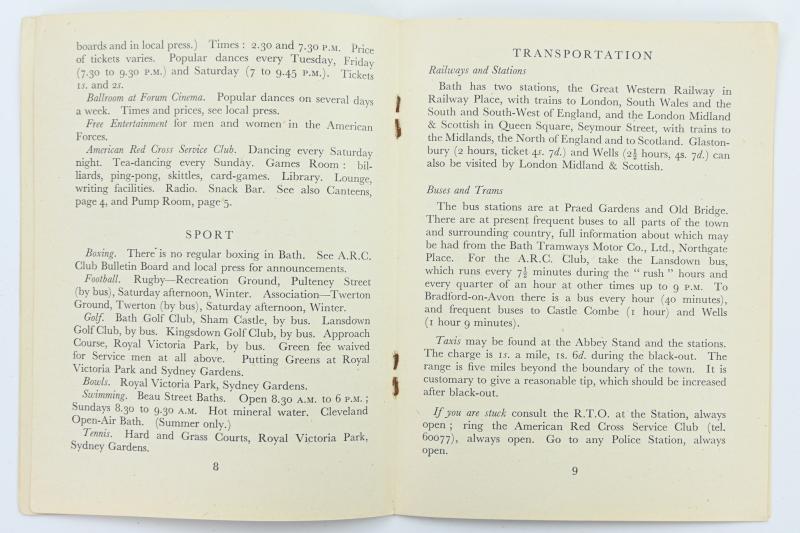 boards and in local press.) Times : 2.30 and 7.30 P.M. Price
of tickets varies. Popular dances every Tuesday, Friday
(7.30 to 9.30 P.M.) and Saturday (7 to 9.45 P.M.). Tickets
1s. and 2s.
Ballroom at Forum Cinema. Popular dances on several days
a week. Times and prices, see local press.
Free Entertainment for men and women in the American
Forces.
American Red Cross Service Club. Dancing every Saturday
night. Tea-dancing every Sunday. Games Room : bil-
liards, ping-pong, skittles, card-games. Library. Lounge,
writing facilities. Radio. Snack Bar. See also Canteens,
page 4, and Pump Room, page 5.
SPORT
Boxing. There is no regular boxing in Bath. See A.R.C.
Club Bulletin Board and local press for announcements.
Football. Rugby—Recreation Ground, Pulteney Street
(by bus), Saturday afternoon, Winter. Association—Twerton
Ground, Twerton (by bus), Saturday afternoon, Winter.
Golf. Bath Golf Club, Sham Castle, by bus. Lansdown
Golf Club, by bus. Kingsdown Golf Club, by bus. Approach
Course, Royal Victoria Park, by bus. Green fee waived
for Service men at all above. Putting Greens at Royal
Victoria Park and Sydney Gardens.
Bowls. Royal Victoria Park, Sydney Gardens.
Swimming. Beau Street Baths. Open 8.30 A.M. to 6 P.M. ;
Sundays 8.30 to 9.30 A.M. Hot mineral water. Cleveland
Open-Air Bath. (Summer only.)
Tennis. Hard and Grass Courts, Royal Victoria Park,
Sydney Gardens.
8
TRANSPORTATION
Railways and Stations
Bath has two stations, the Great Western Railway in
Railway Place, with trains to London, South Wales and the
South and South-West of England, and the London Midland
& Scottish in Queen Square, Seymour Street, with trains to
the Midlands, the North of England and to Scotland. Glaston-
bury (2 hours, ticket 4s. 7d.) and Wells (2½ hours, 4s. 7d.) can
also be visited by London Midland & Scottish.
Buses and Trams
The bus stations are at Praed Gardens and Old Bridge.
There are at present frequent buses to all parts of the town
and surrounding country, full information about which may
be had from the Bath Tramways Motor Co., Ltd., Northgate
Place. For the A.R.C. Club, take the Lansdown bus,
which runs every 7½ minutes during the “ rush ” hours and
every quarter of an hour at other times up to 9 P.M. To
Bradford-on-Avon there is a bus every hour (40 minutes),
and frequent buses to Castle Combe (1 hour) and Wells
(1 hour 9 minutes).
Taxis may be found at the Abbey Stand and the stations.
The charge is 1s. a mile, 1s. 6d. during the black-out. The
range is five miles beyond the boundary of the town. It is
customary to give a reasonable tip, which should be increased
after black-out.
If you are stuck consult the R.T.O. at the Station, always
open ; ring the American Red Cross Service Club (tel.
60077), always open. Go to any Police Station, always
open.
9